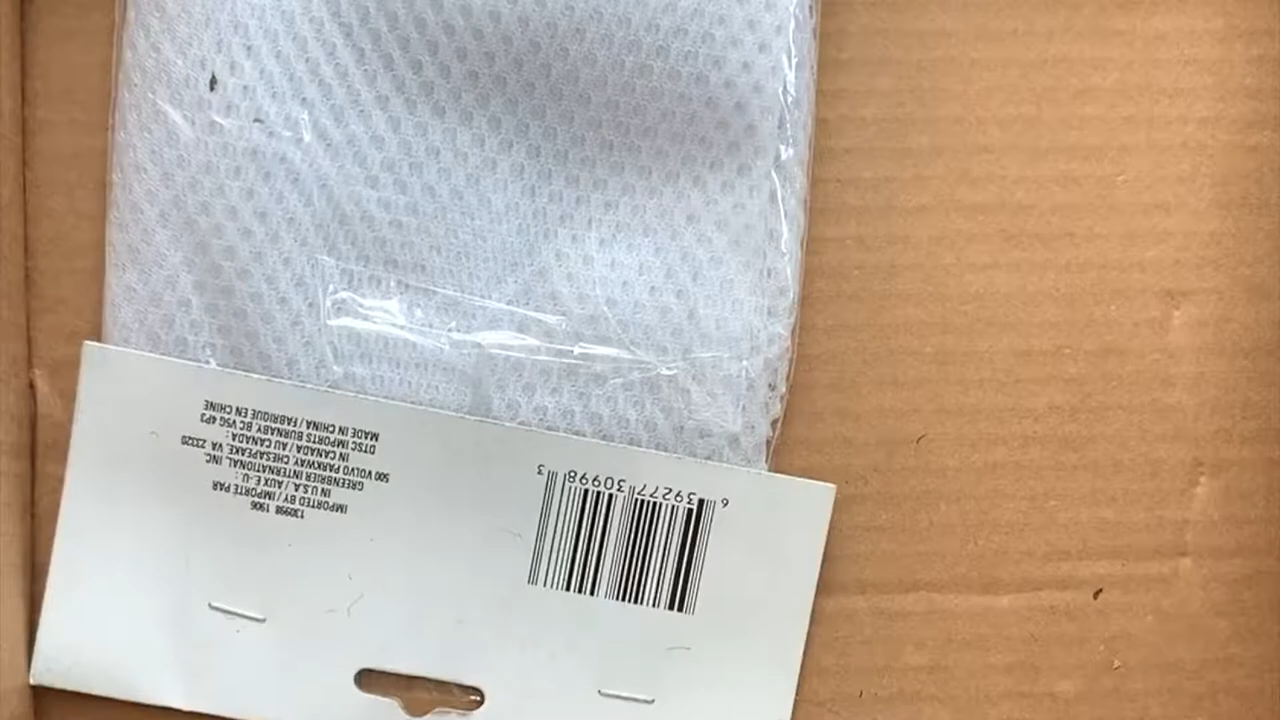 130998 1906
IMPORTED BY / IMPORTÉ PAR
IN U.S.A. / AUX É.-U. :
GREENBRIER INTERNATIONAL, INC.
500 VOLVO PARKWAY, CHESAPEAKE, VA 23320
IN CANADA / AU CANADA :
DTSC IMPORTS BURNABY, BC V5G 4P3
MADE IN CHINA / FABRIQUÉ EN CHINE
6 39277 30998 3